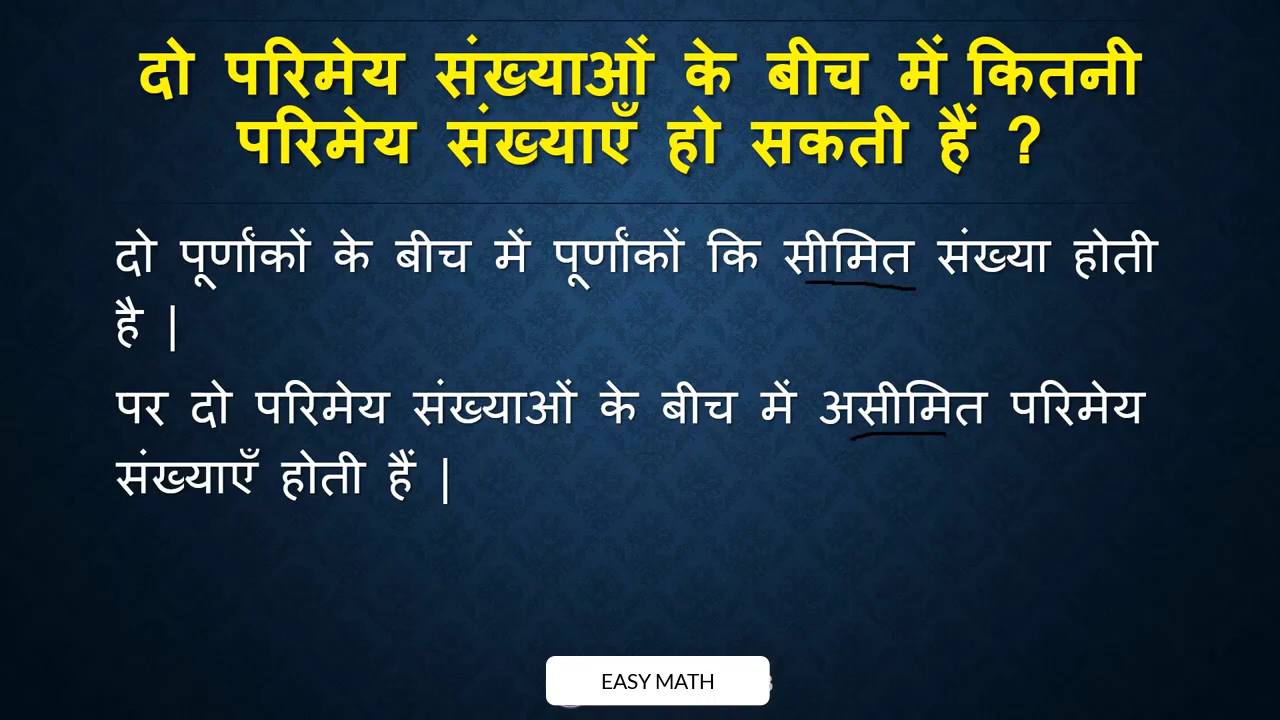 दो परिमेय संख्याओं के बीच में कितनी
परिमेय संख्याएँ हो सकती हैं ?
दो पूर्णांकों के बीच में पूर्णांकों कि सीमित संख्या होती
है |
पर दो परिमेय संख्याओं के बीच में असीमित परिमेय
संख्याएँ होती हैं |
EASY MATH